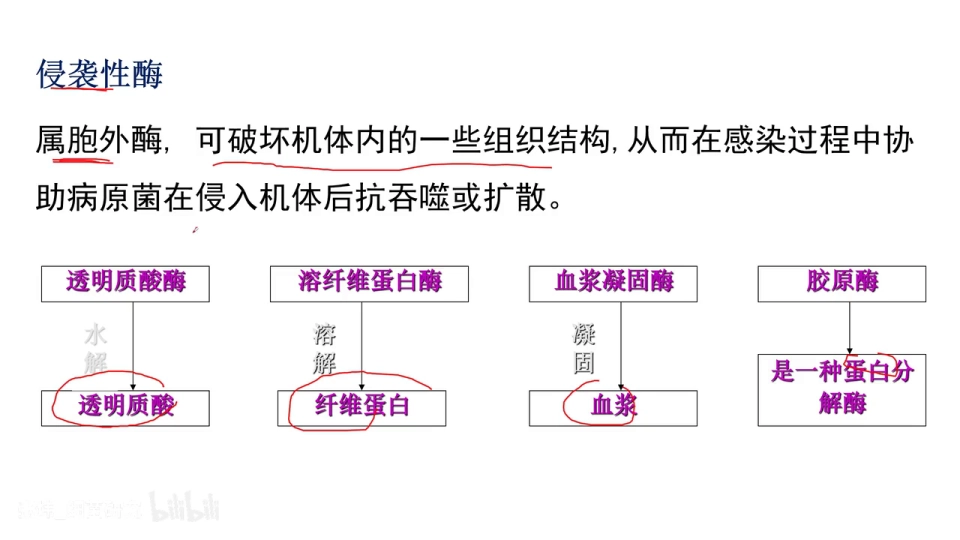 侵袭性酶
属胞外酶, 可破坏机体内的一些组织结构, 从而在感染过程中协
助病原菌在侵入机体后抗吞噬或扩散。
透明质酸酶
溶纤维蛋白酶
血浆凝固酶
胶原酶
水解
溶解
凝固
透明质酸
纤维蛋白
血浆
是一种蛋白分
解酶
bilibili